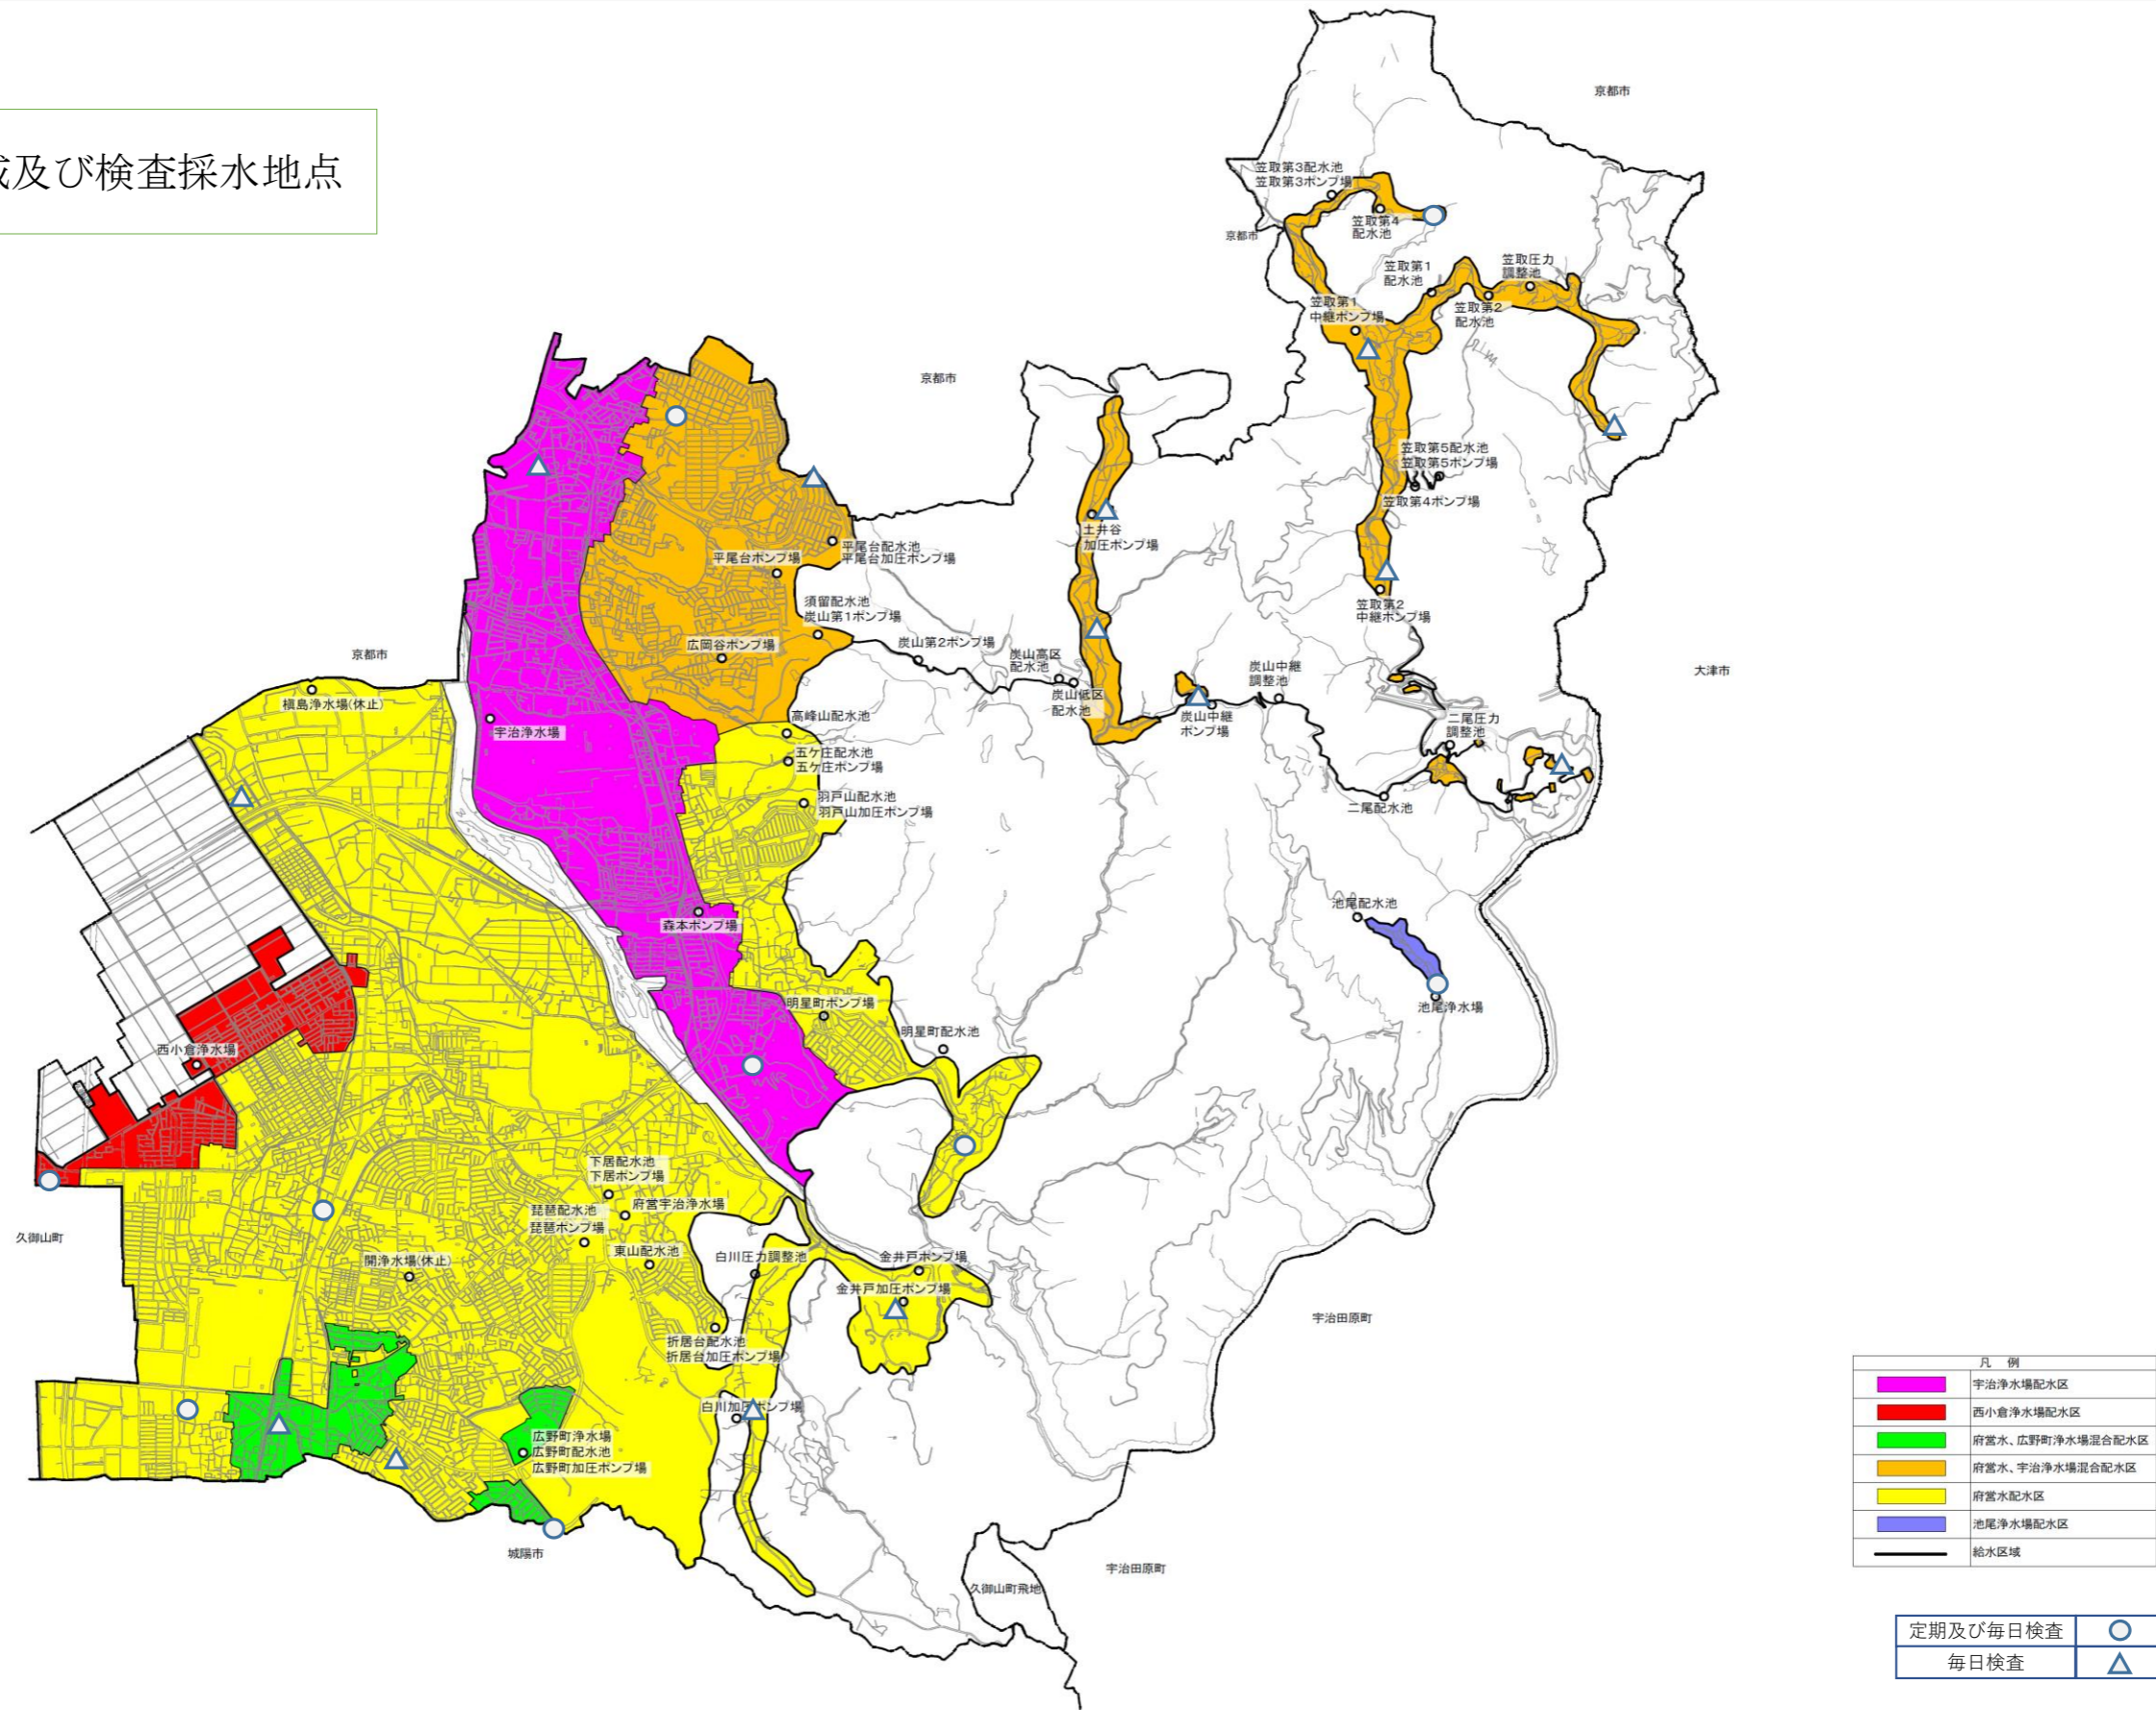 域及び検査採水地点
京都市
笠取第3配水池
笠取第3ポンプ場
笠取第4
配水池
京都市
笠取第1
配水池
笠取圧力
調整池
笠取第1
中継ポンプ場
笠取第2
配水池
京都市
笠取第5配水池
笠取第5ポンプ場
笠取第4ポンプ場
土井谷
加圧ポンプ場
平尾台配水池
平尾台加圧ポンプ場
平尾台ポンプ場
須留配水池
炭山第1ポンプ場
笠取第2
中継ポンプ場
広岡谷ポンプ場
炭山第2ポンプ場
炭山高区
配水池
炭山中継
調整池
京都市
大津市
炭山低区
配水池
炭山中継
ポンプ場
槇島浄水場(休止)
宇治浄水場
高峰山配水池
二尾圧力
調整池
五ケ庄配水池
五ケ庄ポンプ場
羽戸山配水池
羽戸山加圧ポンプ場
二尾配水池
池尾配水池
森本ポンプ場
明星町ポンプ場
池尾浄水場
明星町配水池
西小倉浄水場
下居配水池
下居ポンプ場
府営宇治浄水場
琵琶配水池
琵琶ポンプ場
久御山町
東山配水池
白川圧力調整池
金井戸ポンプ場
開浄水場(休止)
金井戸加圧ポンプ場
宇治田原町
折居台配水池
折居台加圧ポンプ場
白川加圧ポンプ場
広野町浄水場
広野町配水池
広野町加圧ポンプ場
城陽市
宇治田原町
久御山町飛地
凡 例
宇治浄水場配水区
西小倉浄水場配水区
府営水、広野町浄水場混合配水区
府営水、宇治浄水場混合配水区
府営水配水区
池尾浄水場配水区
給水区域
定期及び毎日検査
毎日検査